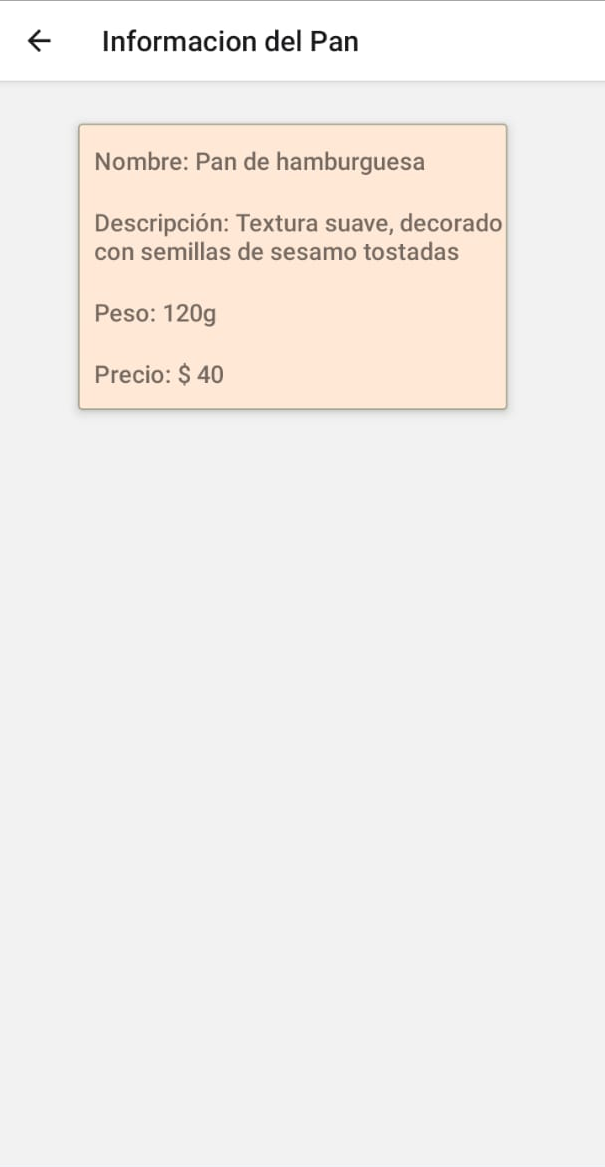 Informacion del Pan
Nombre: Pan de hamburguesa
Descripción: Textura suave, decorado
con semillas de sesamo tostadas
Peso: 120g
Precio: $ 40